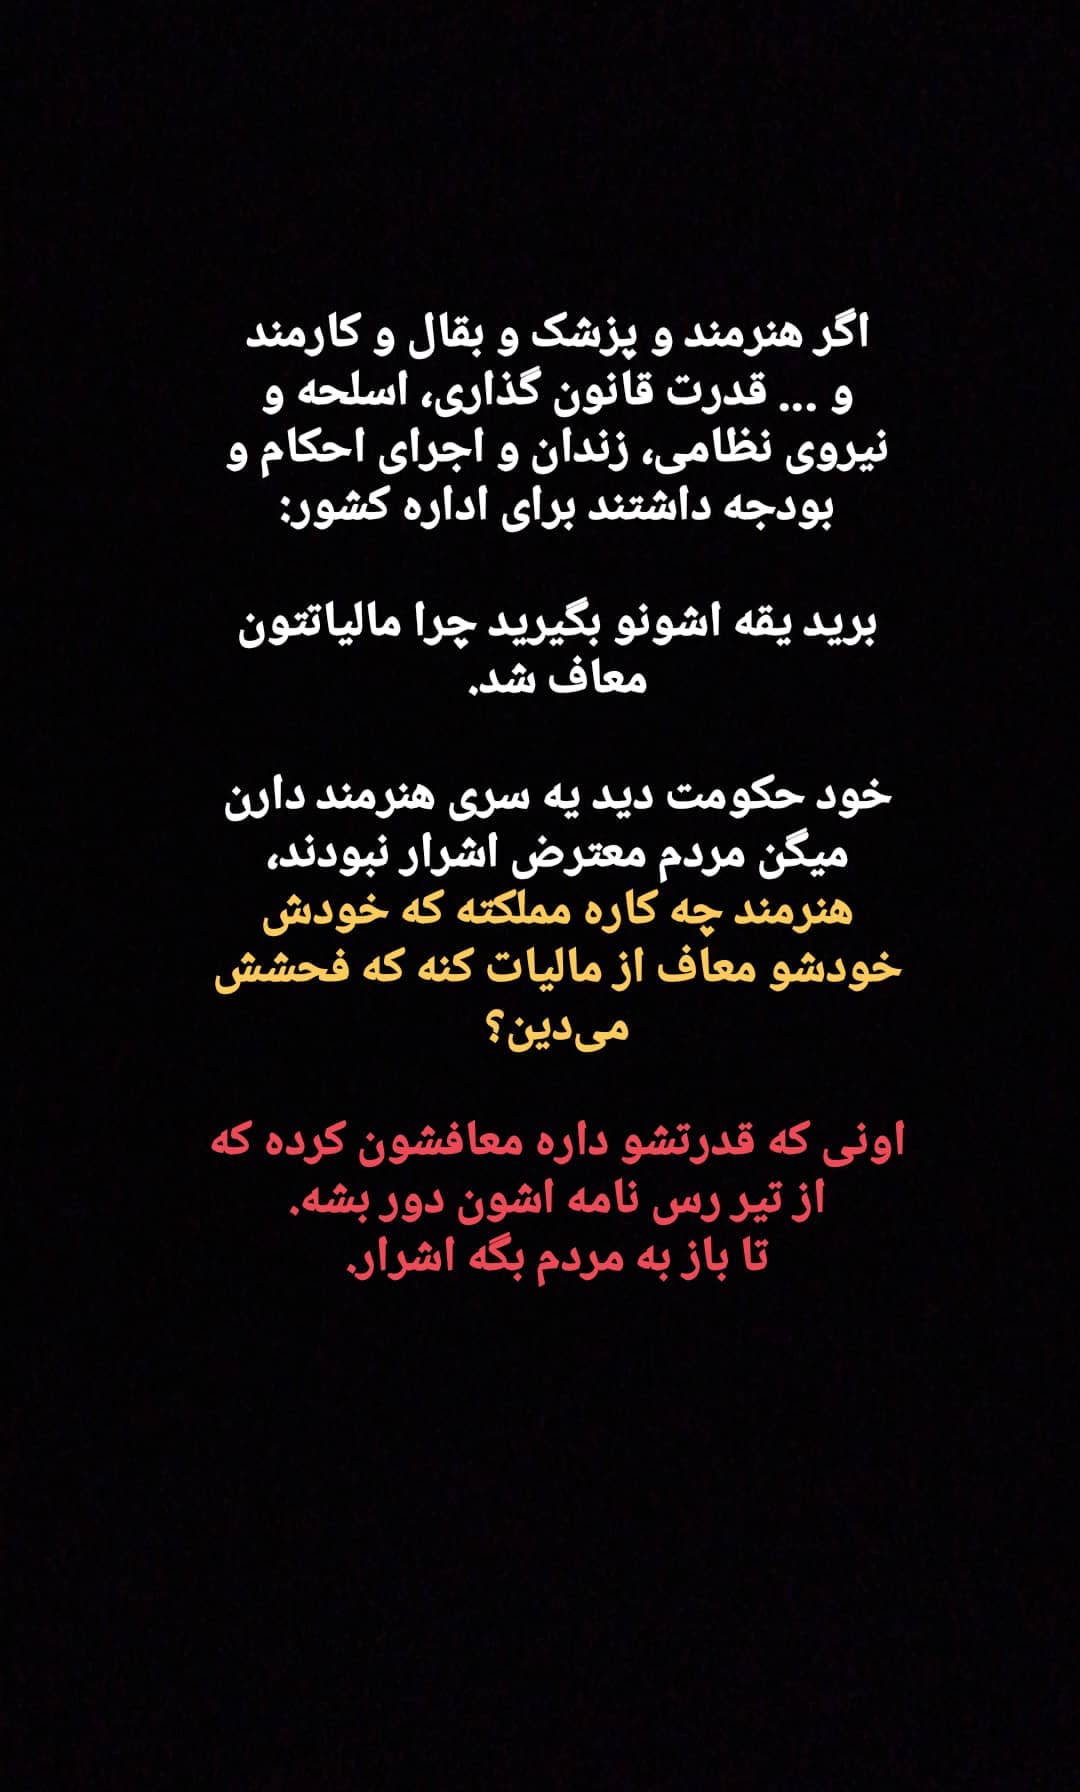 اگر هنرمند و پزشک و بقال و کارمند
و ... قدرت قانون گذاری، اسلحه و
نیروی نظامی، زندان و اجرای احکام و
بودجه داشتند برای اداره کشور:
برید یقه اشونو بگیرید چرا مالیاتتون
معاف شد.
خود حکومت دید یه سری هنرمند دارن
میگن مردم معترض اشرار نبودند،
هنرمند چه کاره مملکته که خودش
خودشو معاف از مالیات کنه که فحشش
می‌دین؟
اونی که قدرتشو داره معافشون کرده که
از تیر رس نامه اشون دور بشه.
تا باز به مردم بگه اشرار.